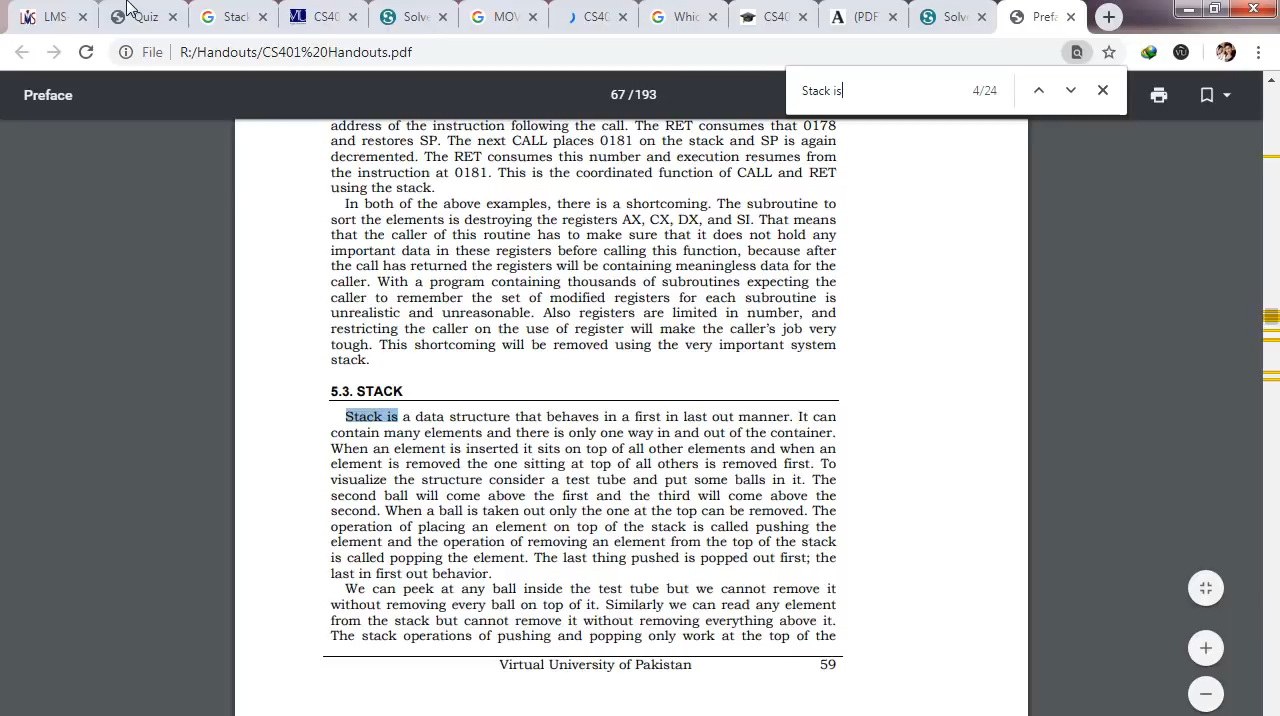 LMS
Quiz
Stack
CS40
Solve
MOV
CS40
Whic
CS40
(PDF
Solve
Prefa
File
R:/Handouts/CS401%20Handouts.pdf
Stack is
4/24
Preface
67 / 193
address of the instruction following the call. The RET consumes that 0178
and restores SP. The next CALL places 0181 on the stack and SP is again
decremented. The RET consumes this number and execution resumes from
the instruction at 0181. This is the coordinated function of CALL and RET
using the stack.
In both of the above examples, there is a shortcoming. The subroutine to
sort the elements is destroying the registers AX, CX, DX, and SI. That means
that the caller of this routine has to make sure that it does not hold any
important data in these registers before calling this function, because after
the call has returned the registers will be containing meaningless data for the
caller. With a program containing thousands of subroutines expecting the
caller to remember the set of modified registers for each subroutine is
unrealistic and unreasonable. Also registers are limited in number, and
restricting the caller on the use of register will make the caller's job very
tough. This shortcoming will be removed using the very important system
stack.
5.3. STACK
Stack is a data structure that behaves in a first in last out manner. It can
contain many elements and there is only one way in and out of the container.
When an element is inserted it sits on top of all other elements and when an
element is removed the one sitting at top of all others is removed first. To
visualize the structure consider a test tube and put some balls in it. The
second ball will come above the first and the third will come above the
second. When a ball is taken out only the one at the top can be removed. The
operation of placing an element on top of the stack is called pushing the
element and the operation of removing an element from the top of the stack
is called popping the element. The last thing pushed is popped out first; the
last in first out behavior.
We can peek at any ball inside the test tube but we cannot remove it
without removing every ball on top of it. Similarly we can read any element
from the stack but cannot remove it without removing everything above it.
The stack operations of pushing and popping only work at the top of the
Virtual University of Pakistan
59